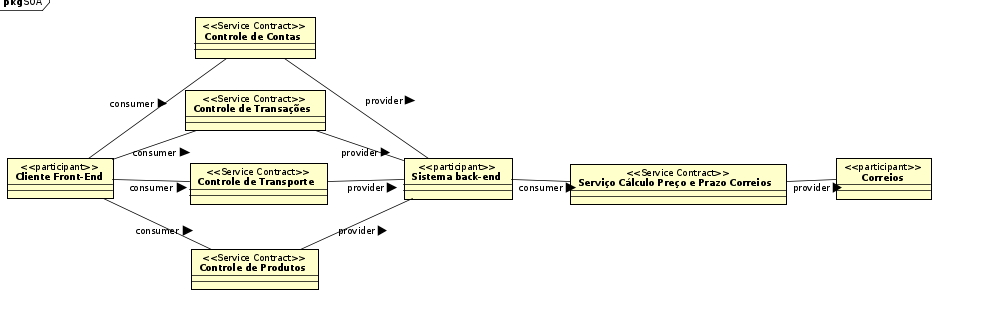 pkg SOA
<<Service Contract>>
Controle de Contas
consumer
provider
<<Service Contract>>
Controle de Transações
consumer
provider
<<participant>>
Cliente Front-End
consumer
<<Service Contract>>
Controle de Transporte
provider
<<participant>>
Sistema back-end
consumer
<<Service Contract>>
Serviço Cálculo Preço e Prazo Correios
provider
<<participant>>
Correios
consumer
provider
<<Service Contract>>
Controle de Produtos